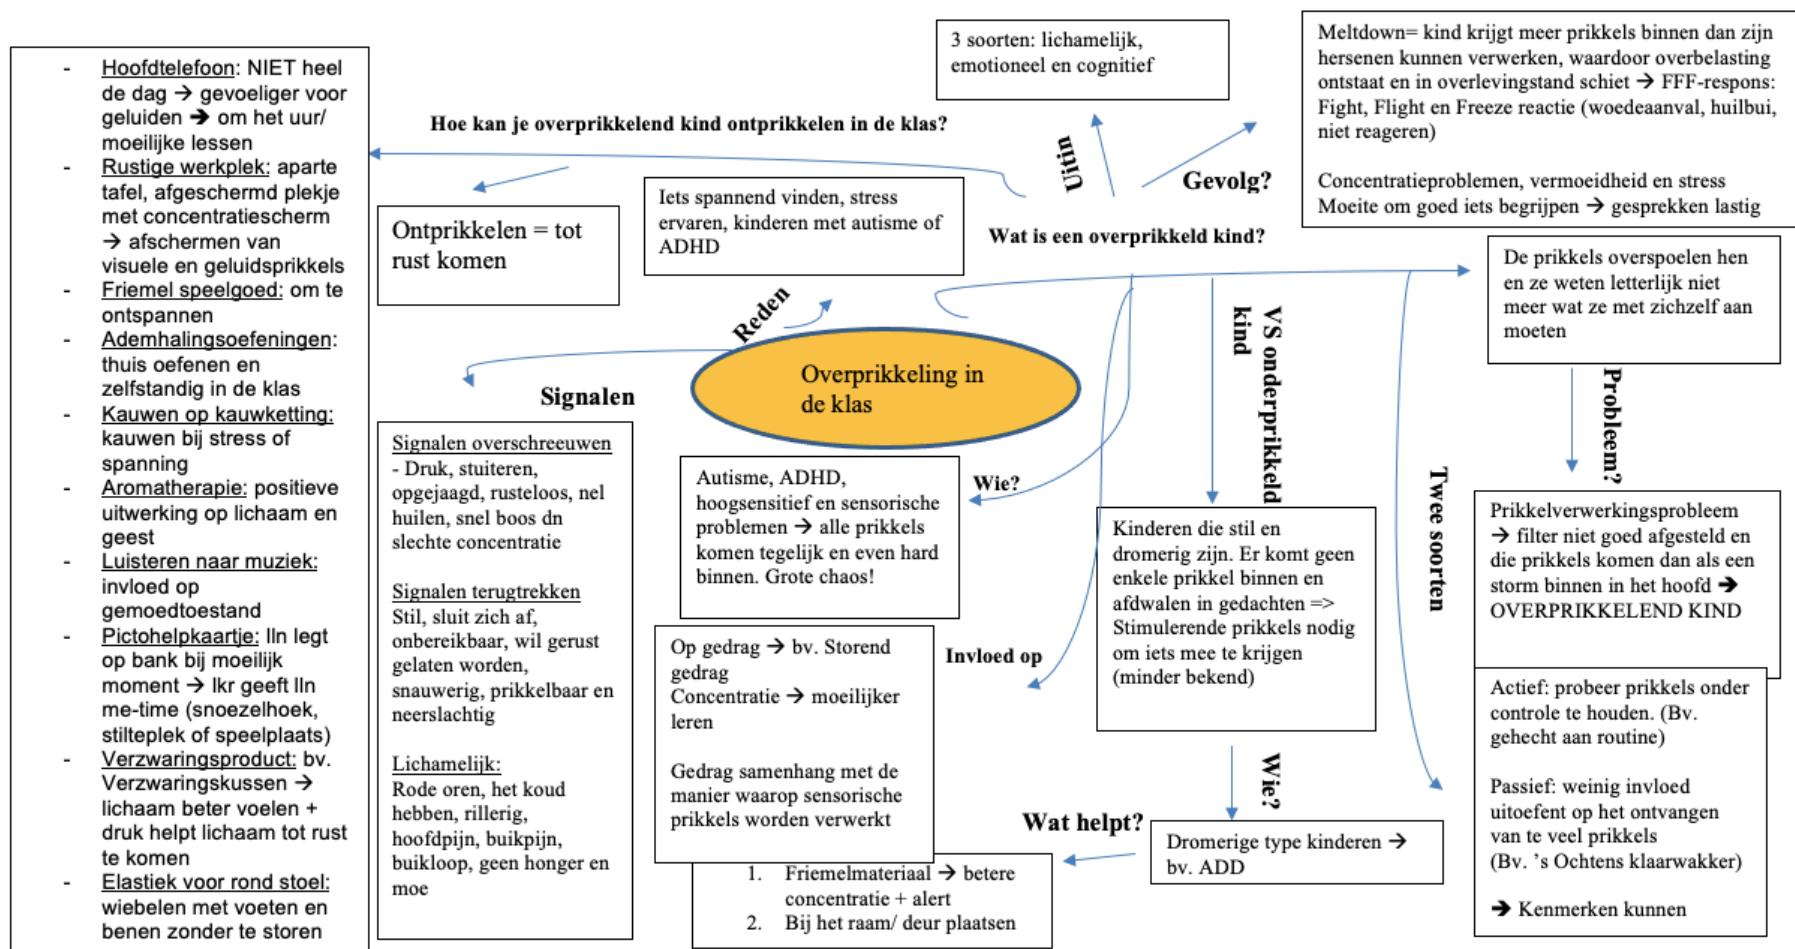 - Hoofdtelefoon: NIET heel
de dag → gevoeliger voor
geluiden → om het uur/
moeilijke lessen
- Rustige werkplek: aparte
tafel, afgeschermd plekje
met concentratiescherm
→ afschermen van
visuele en geluidsprikkels
- Friemel speelgoed: om te
ontspannen
- Ademhalingsoefeningen:
thuis oefenen en
zelfstandig in de klas
- Kauwen op kauwketting:
kauwen bij stress of
spanning
- Aromatherapie: positieve
uitwerking op lichaam en
geest
- Luisteren naar muziek:
invloed op
gemoedtoestand
- Pictohelpkaartje: lln legt
op bank bij moeilijk
moment → lkr geeft lln
me-time (snoezelhoek,
stilteplek of speelplaats)
- Verzwaringsproduct: bv.
Verzwaringskussen →
lichaam beter voelen +
druk helpt lichaam tot rust
te komen
- Elastiek voor rond stoel:
wiebelen met voeten en
benen zonder te storen
Hoe kan je overprikkelend kind ontprikkelen in de klas?
Ontprikkelen = tot
rust komen
3 soorten: lichamelijk,
emotioneel en cognitief
Uitin
Gevolg?
Meltdown= kind krijgt meer prikkels binnen dan zijn
hersenen kunnen verwerken, waardoor overbelasting
ontstaat en in overlevingstand schiet → FFF-respons:
Fight, Flight en Freeze reactie (woedeaanval, huilbui,
niet reageren)
Concentratieproblemen, vermoeidheid en stress
Moeite om goed iets begrijpen → gesprekken lastig
Iets spannend vinden, stress
ervaren, kinderen met autisme of
ADHD
Wat is een overprikkeld kind?
Reden
De prikkels overspoelen hen
en ze weten letterlijk niet
meer wat ze met zichzelf aan
moeten
Overprikkeling in
de klas
Signalen
Signalen overschreeuwen
- Druk, stuiteren,
opgejaagd, rusteloos, nel
huilen, snel boos dn
slechte concentratie
Signalen terugtrekken
Stil, sluit zich af,
onbereikbaar, wil gerust
gelaten worden,
snauwerig, prikkelbaar en
neerslachtig
Lichamelijk:
Rode oren, het koud
hebben, rillerig,
hoofdpijn, buikpijn,
buikloop, geen honger en
moe
Wie?
Autisme, ADHD,
hoogsensitief en sensorische
problemen → alle prikkels
komen tegelijk en even hard
binnen. Grote chaos!
Invloed op
Op gedrag → bv. Storend
gedrag
Concentratie → moeilijker
leren
Gedrag samenhang met de
manier waarop sensorische
prikkels worden verwerkt
VS onderprikkeld
kind
Kinderen die stil en
dromerig zijn. Er komt geen
enkele prikkel binnen en
afdwalen in gedachten =>
Stimulerende prikkels nodig
om iets mee te krijgen
(minder bekend)
Wie?
Dromerige type kinderen →
bv. ADD
Wat helpt?
1. Friemelmateriaal → betere
concentratie + alert
2. Bij het raam/ deur plaatsen
Probleem?
Prikkelverwerkingsprobleem
→ filter niet goed afgesteld en
die prikkels komen dan als een
storm binnen in het hoofd →
OVERPRIKKELEND KIND
Twee soorten
Actief: probeer prikkels onder
controle te houden. (Bv.
gehecht aan routine)
Passief: weinig invloed
uitoefent op het ontvangen
van te veel prikkels
(Bv. 's Ochtens klaarwakker)
→ Kenmerken kunnen